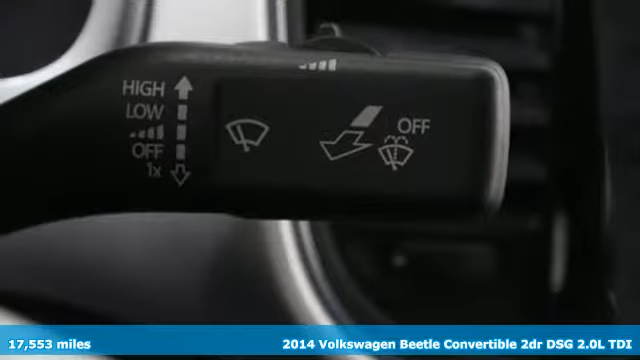 HIGH
LOW
OFF
1x
OFF
17,553 miles
2014 Volkswagen Beetle Convertible 2dr DSG 2.0L TDI